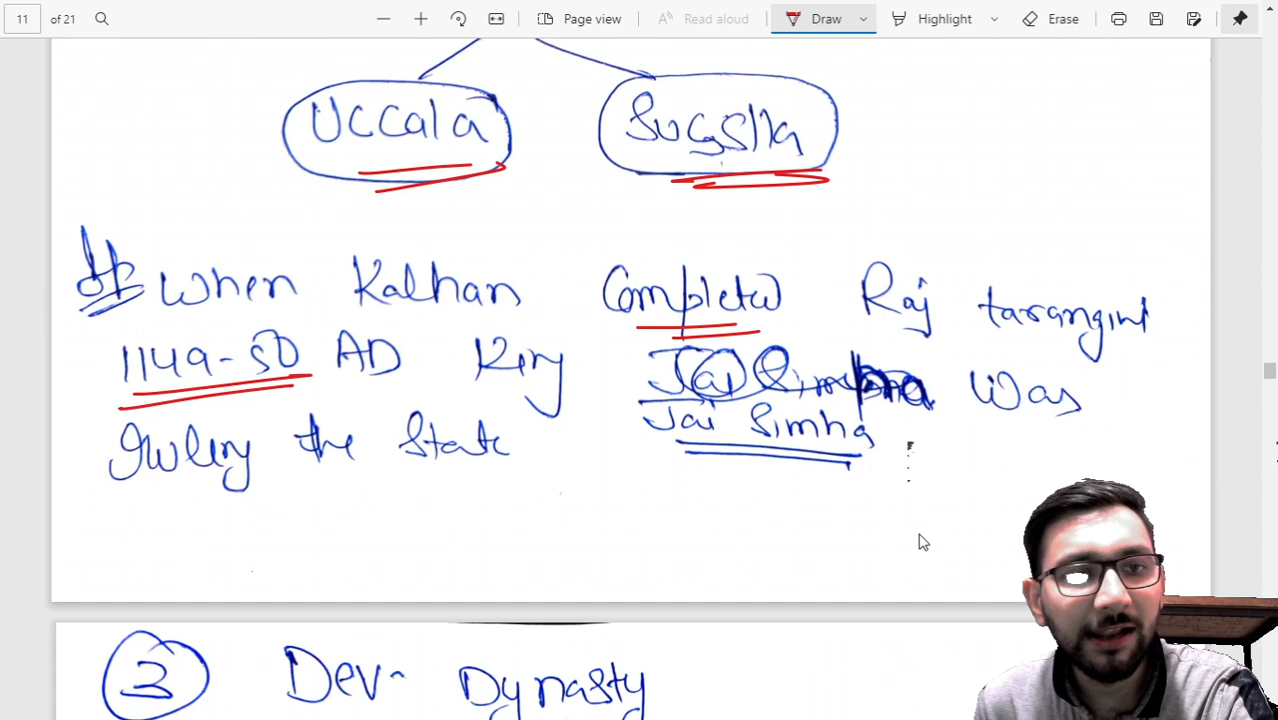 11 of 21 Page view Read aloud Draw Highlight Erase
Uccala Sussla
When Kalhan Completed Raj tarangini
1149-50 AD King was
Jai Simha
ruling the State
3 Dev- Dynasty